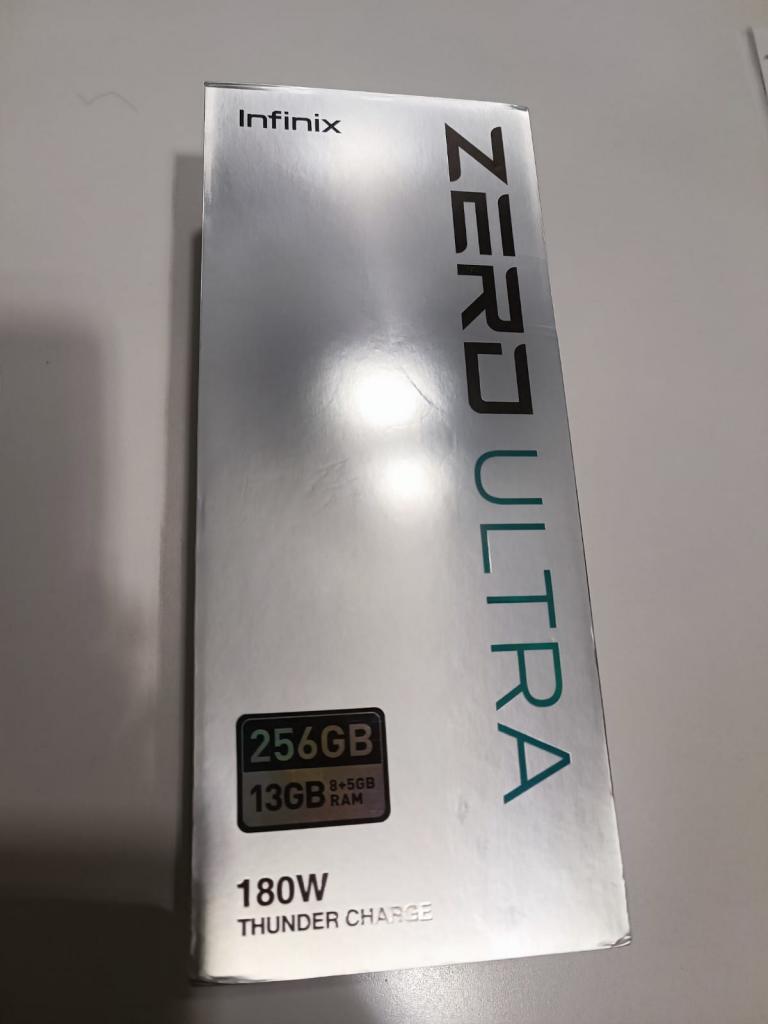 Infinix
ZERO ULTRA
256GB
13GB 8+5GB RAM
180W
THUNDER CHARGE